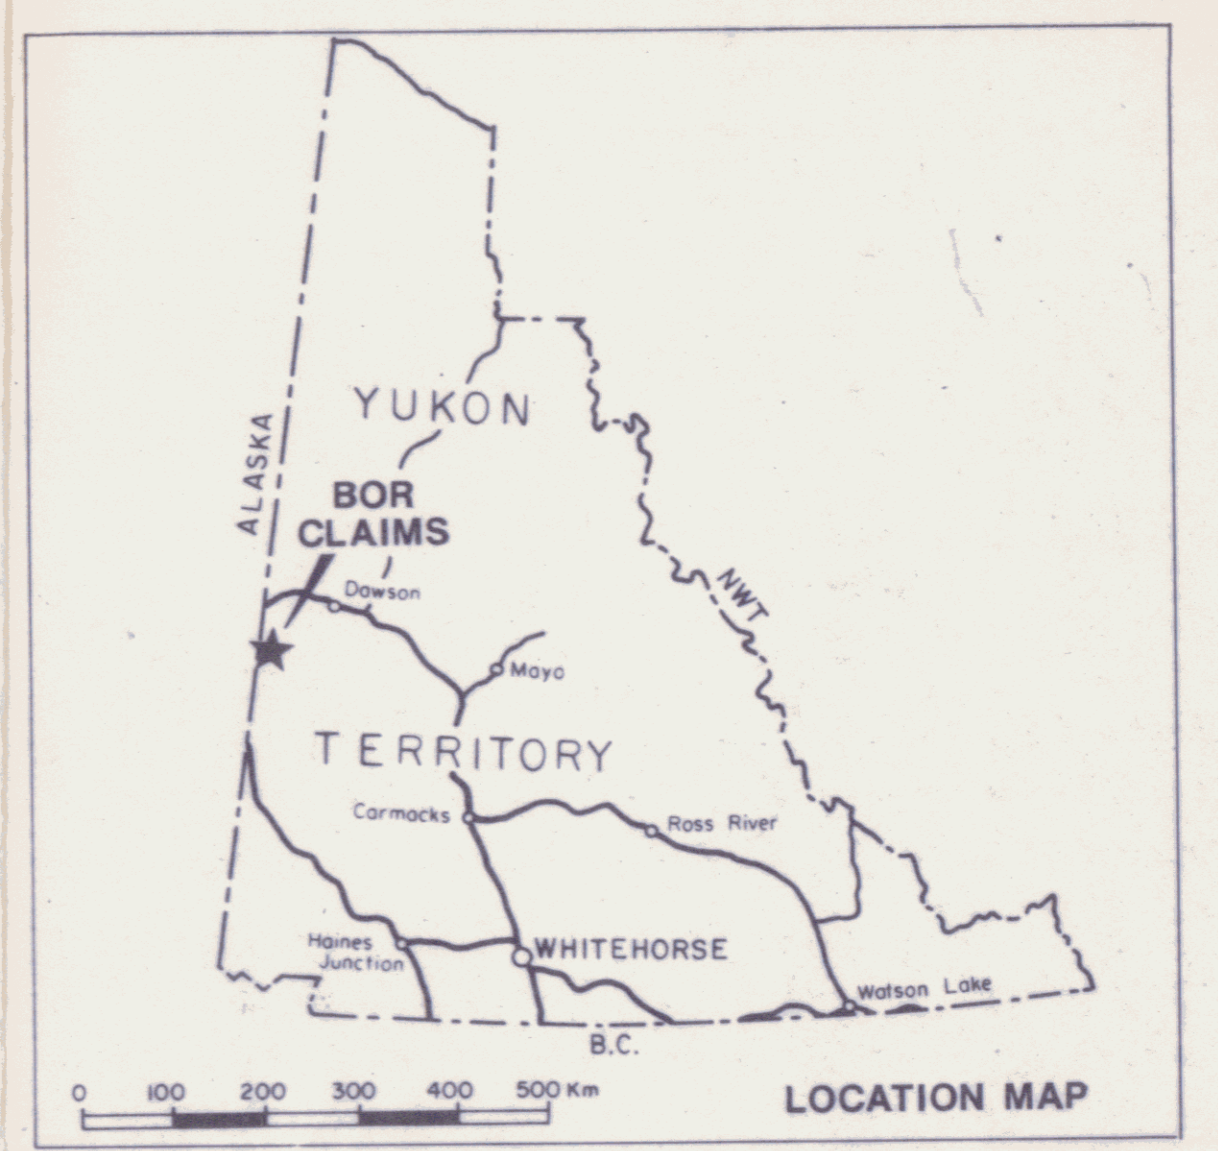 YUKON
ALASKA
BOR
CLAIMS
Dawson
NWT
Mayo
TERRITORY
Carmacks
Ross River
Haines
Junction
WHITEHORSE
Watson Lake
B.C.
0 100 200 300 400 500 Km
LOCATION MAP